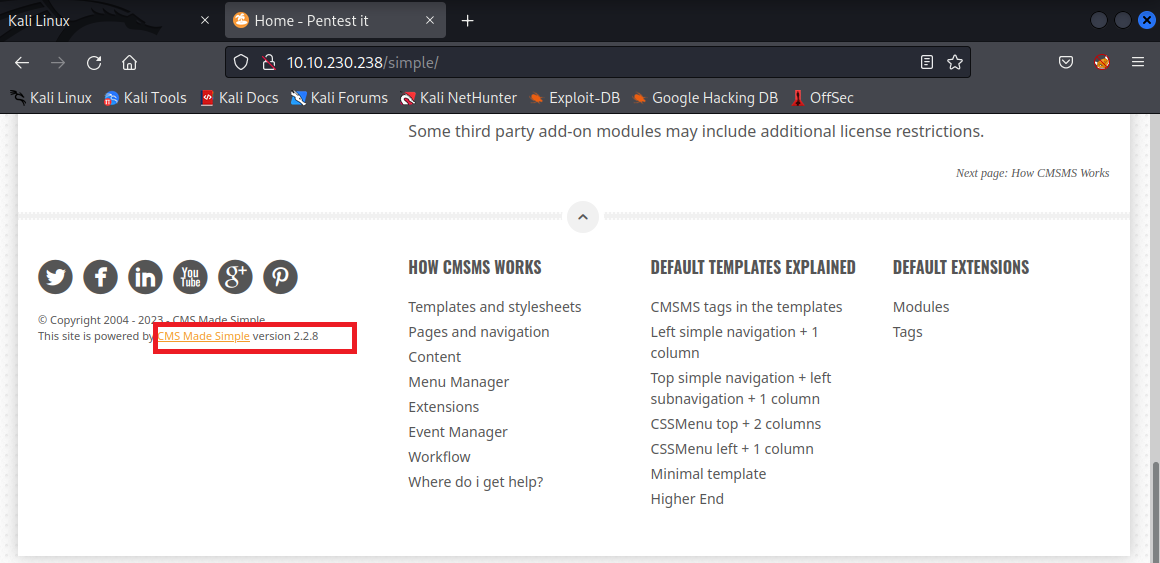 Kali Linux
Home - Pentest it
10.10.230.238/simple/
Kali Linux Kali Tools Kali Docs Kali Forums Kali NetHunter Exploit-DB Google Hacking DB OffSec
Some third party add-on modules may include additional license restrictions.
Next page: How CMSMS Works
You
Tube
g+
© Copyright 2004 - 2023 - CMS Made Simple
This site is powered by CMS Made Simple version 2.2.8
HOW CMSMS WORKS
Templates and stylesheets
Pages and navigation
Content
Menu Manager
Extensions
Event Manager
Workflow
Where do i get help?
DEFAULT TEMPLATES EXPLAINED
CMSMS tags in the templates
Left simple navigation + 1
column
Top simple navigation + left
subnavigation + 1 column
CSSMenu top + 2 columns
CSSMenu left + 1 column
Minimal template
Higher End
DEFAULT EXTENSIONS
Modules
Tags